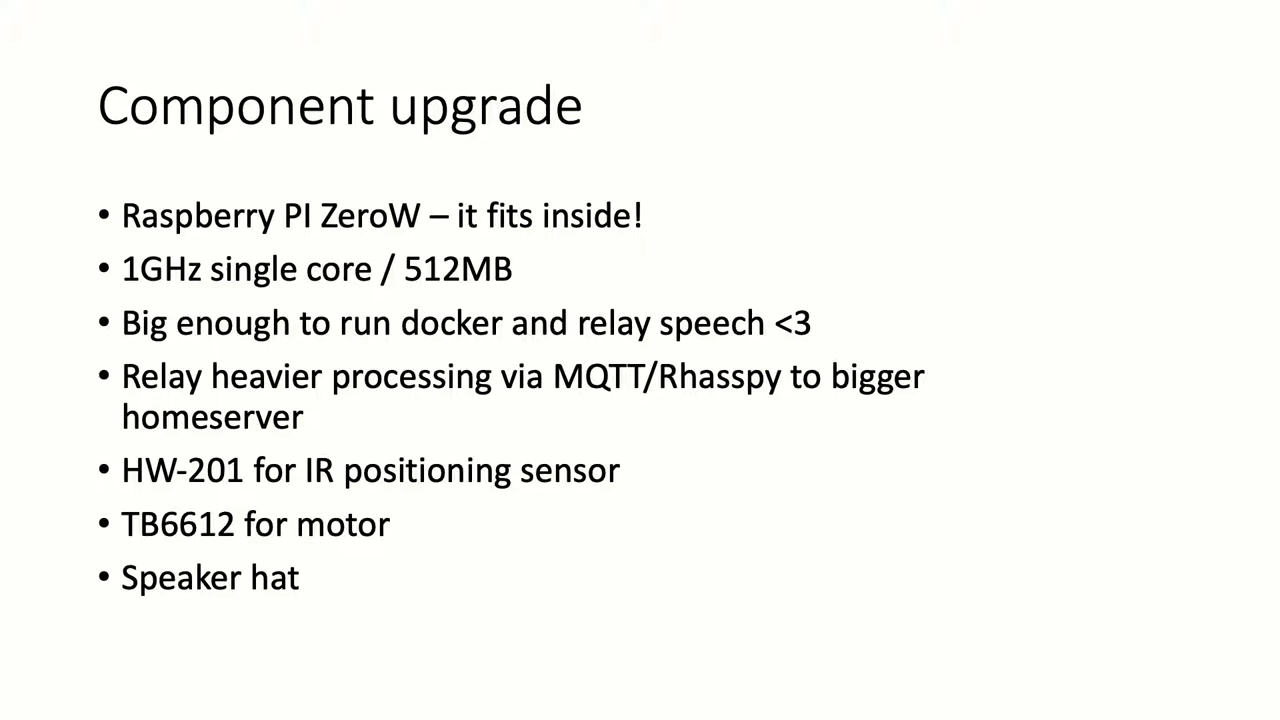 Component upgrade
• Raspberry PI ZeroW – it fits inside!
• 1GHz single core / 512MB
• Big enough to run docker and relay speech <3
• Relay heavier processing via MQTT/Rhasspy to bigger
homeserver
• HW-201 for IR positioning sensor
• TB6612 for motor
• Speaker hat